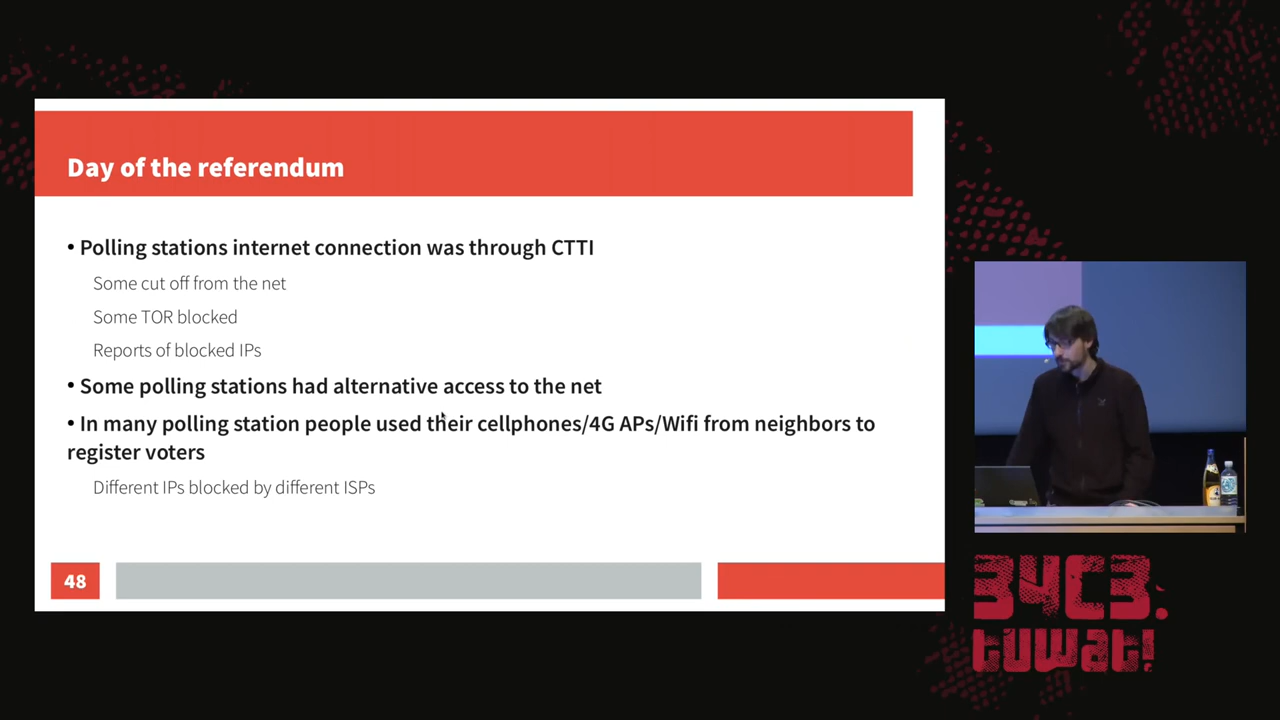 Day of the referendum
• Polling stations internet connection was through CTTI
Some cut off from the net
Some TOR blocked
Reports of blocked IPs
• Some polling stations had alternative access to the net
• In many polling station people used their cellphones/4G APs/Wifi from neighbors to
register voters
Different IPs blocked by different ISPs
48
34C3.
tuwat!